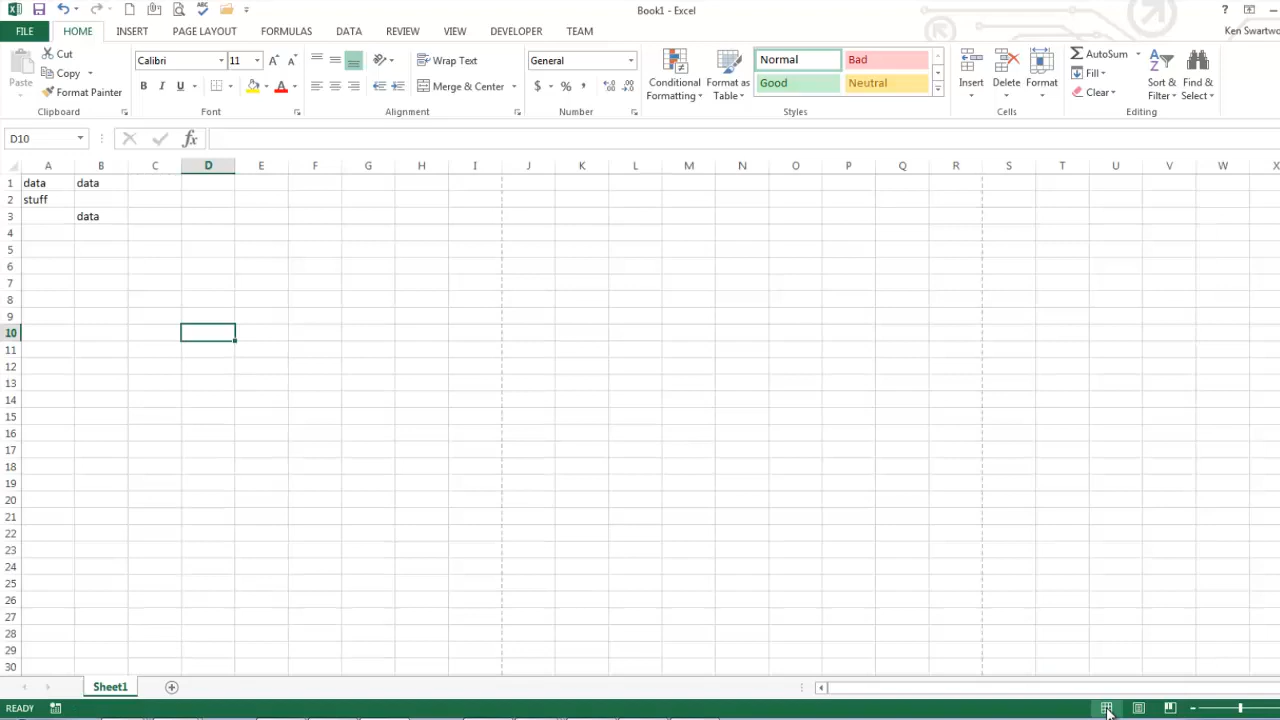 Book1 - Excel
Ken Swartwo
FILE HOME INSERT PAGE LAYOUT FORMULAS DATA REVIEW VIEW DEVELOPER TEAM
Paste
Cut
Copy
Format Painter
Clipboard
Calibri 11
B I U
Font
Wrap Text
Merge & Center
Alignment
General
$ % ,
Number
Conditional Formatting
Format as Table
Normal Bad
Good Neutral
Styles
Insert Delete Format
Cells
AutoSum
Fill
Clear
Sort & Filter
Find & Select
Editing
D10 fx
A B C D E F G H I J K L M N O P Q R S T U V W X
1 data data
2 stuff
3 data
4
5
6
7
8
9
10
11
12
13
14
15
16
17
18
19
20
21
22
23
24
25
26
27
28
29
30
Sheet1
READY